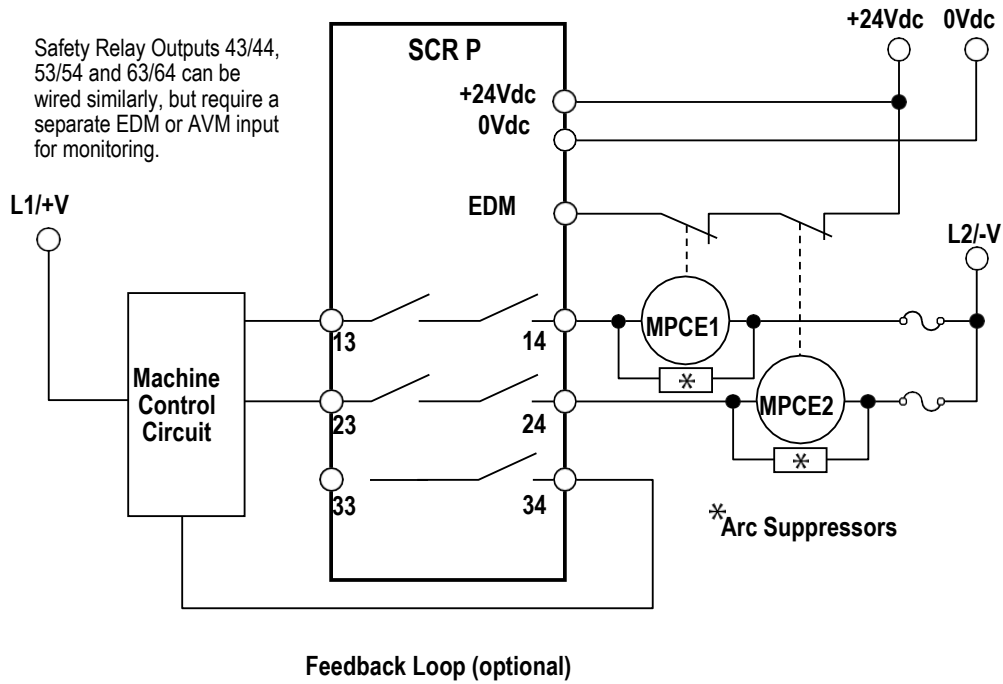 +24Vdc 0Vdc
Safety Relay Outputs 43/44,
53/54 and 63/64 can be
wired similarly, but require a
separate EDM or AVM input
for monitoring.
SCR P
+24Vdc
0Vdc
L1/+V
EDM
L2/-V
13
14
MPCE1
*
Machine
Control
Circuit
23
24
MPCE2
*
33
34
*Arc Suppressors
Feedback Loop (optional)